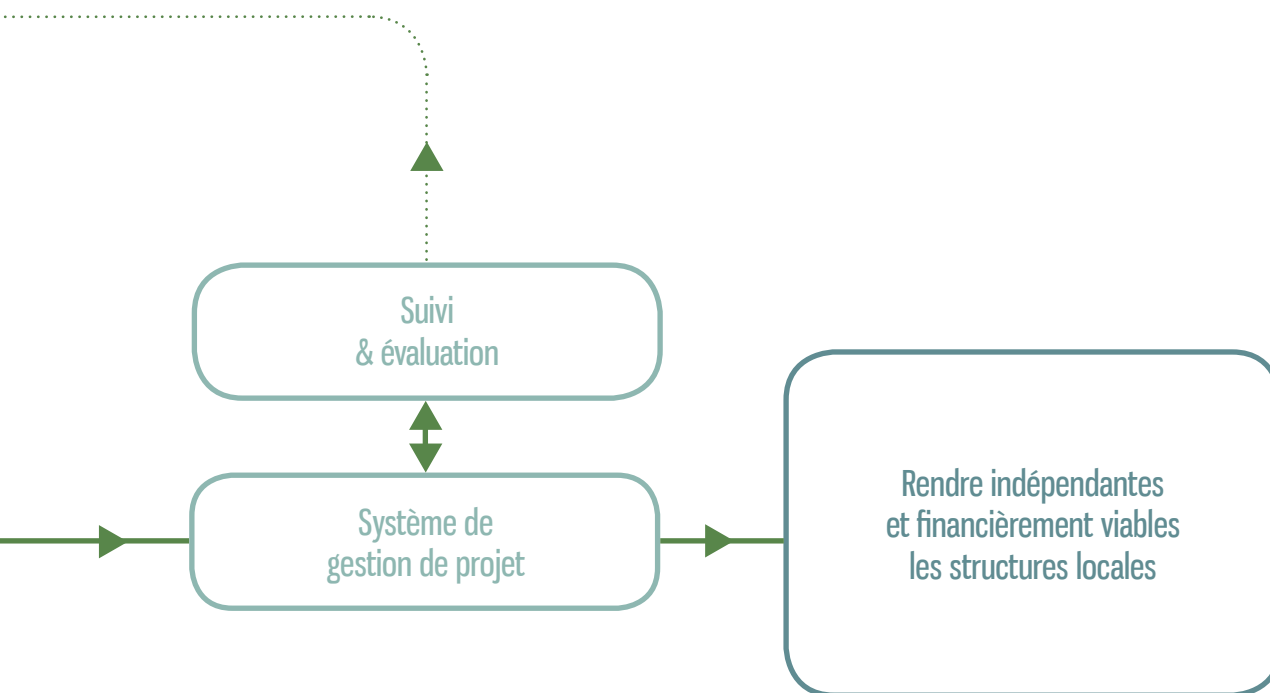 Suivi
& évaluation
Système de
gestion de projet
Rendre indépendantes
et financièrement viables
les structures locales